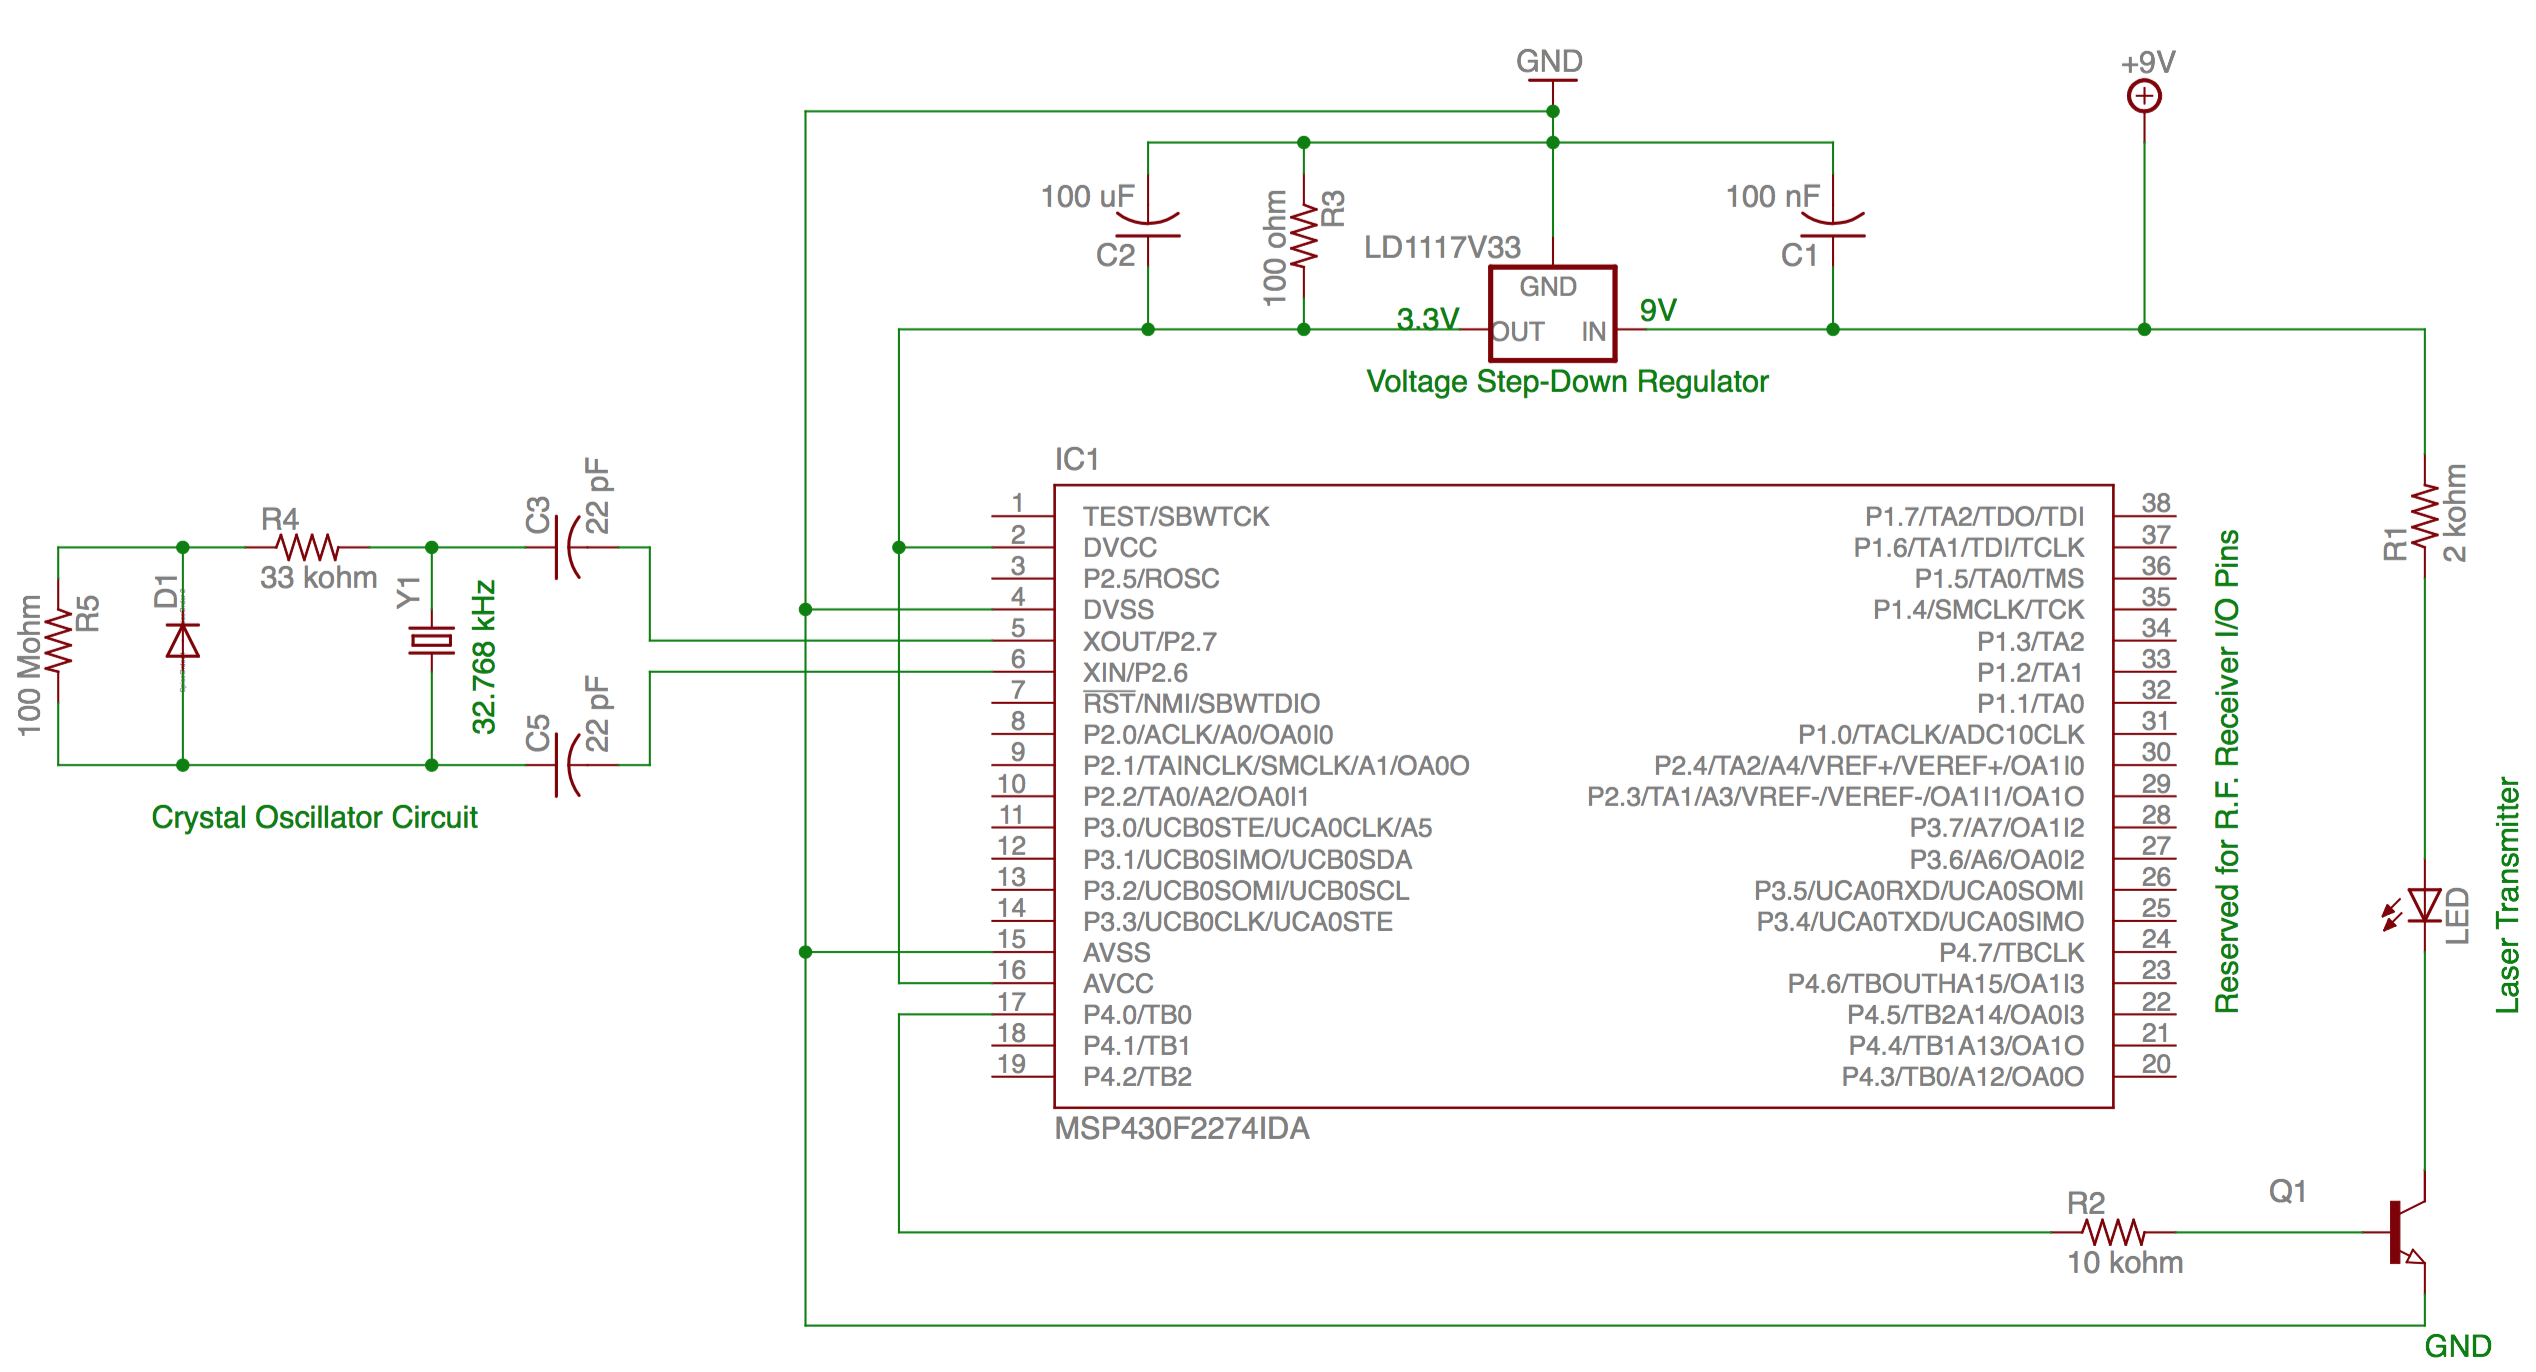 GND
+9V
100 uF
C2
100 ohm
R3
LD1117V33
100 nF
C1
GND
OUT
IN
3.3V
9V
Voltage Step-Down Regulator
R1
2 kohm
R4
33 kohm
C3
22 pF
100 Mohm
R5
D1
Y1
32.768 kHz
C5
22 pF
Crystal Oscillator Circuit
IC1
1 TEST/SBWTCK
2 DVCC
3 P2.5/ROSC
4 DVSS
5 XOUT/P2.7
6 XIN/P2.6
7 RST/NMI/SBWTDIO
8 P2.0/ACLK/A0/OA0I0
9 P2.1/TAINCLK/SMCLK/A1/OA0O
10 P2.2/TA0/A2/OA0I1
11 P3.0/UCB0STE/UCA0CLK/A5
12 P3.1/UCB0SIMO/UCB0SDA
13 P3.2/UCB0SOMI/UCB0SCL
14 P3.3/UCB0CLK/UCA0STE
15 AVSS
16 AVCC
17 P4.0/TB0
18 P4.1/TB1
19 P4.2/TB2
P1.7/TA2/TDO/TDI 38
P1.6/TA1/TDI/TCLK 37
P1.5/TA0/TMS 36
P1.4/SMCLK/TCK 35
P1.3/TA2 34
P1.2/TA1 33
P1.1/TA0 32
P1.0/TACLK/ADC10CLK 31
P2.4/TA2/A4/VREF+/VEREF+/OA1I0 30
P2.3/TA1/A3/VREF-/VEREF-/OA1I1/OA1O 29
P3.7/A7/OA1I2 28
P3.6/A6/OA0I2 27
P3.5/UCA0RXD/UCA0SOMI 26
P3.4/UCA0TXD/UCA0SIMO 25
P4.7/TBCLK 24
P4.6/TBOUTHA15/OA1I3 23
P4.5/TB2A14/OA0I3 22
P4.4/TB1A13/OA1O 21
P4.3/TB0/A12/OA0O 20
MSP430F2274IDA
Reserved for R.F. Receiver I/O Pins
LED
Laser Transmitter
R2
10 kohm
Q1
GND